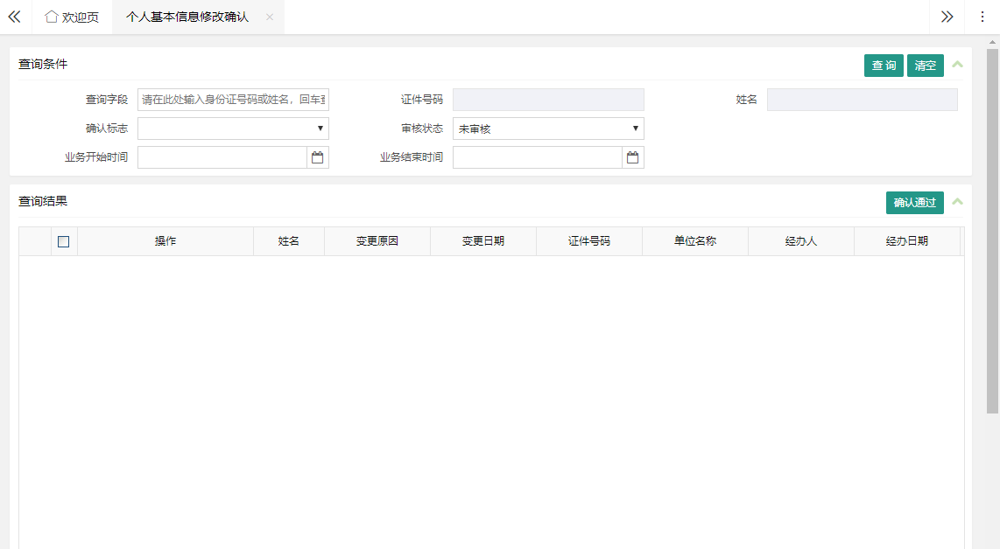 欢迎页 个人基本信息修改确认
查询条件 查询 清空
查询字段 请在此处输入身份证号码或姓名，回车查 证件号码 姓名
确认标志 审核状态 未审核
业务开始时间 业务结束时间
查询结果 确认通过
操作 姓名 变更原因 变更日期 证件号码 单位名称 经办人 经办日期